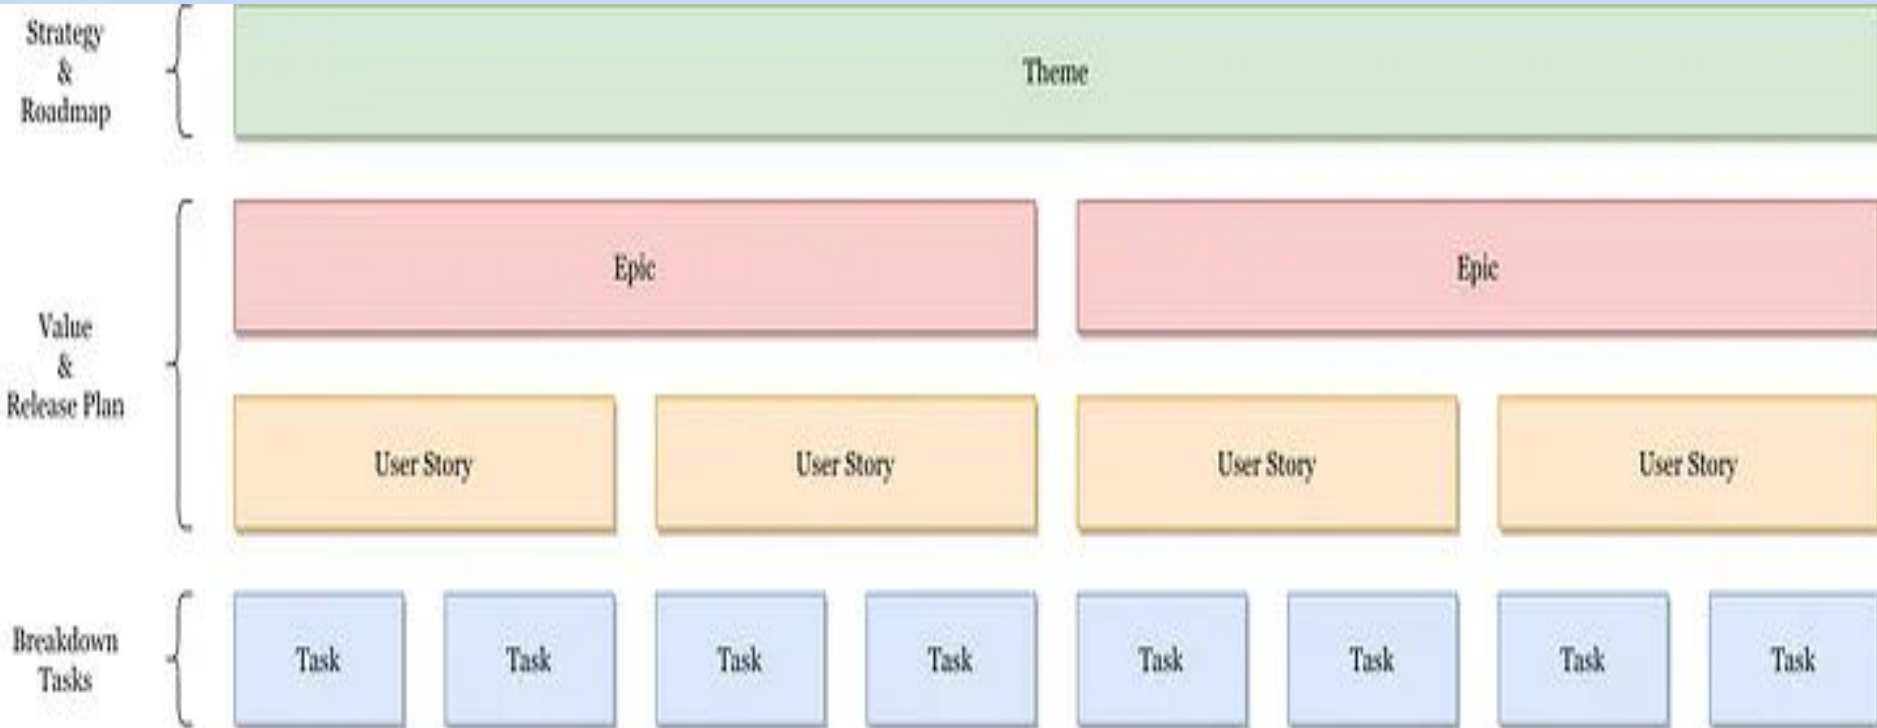 Strategy
&
Roadmap
Theme
Epic
Epic
Value
&
Release Plan
User Story
User Story
User Story
User Story
Breakdown
Tasks
Task
Task
Task
Task
Task
Task
Task
Task